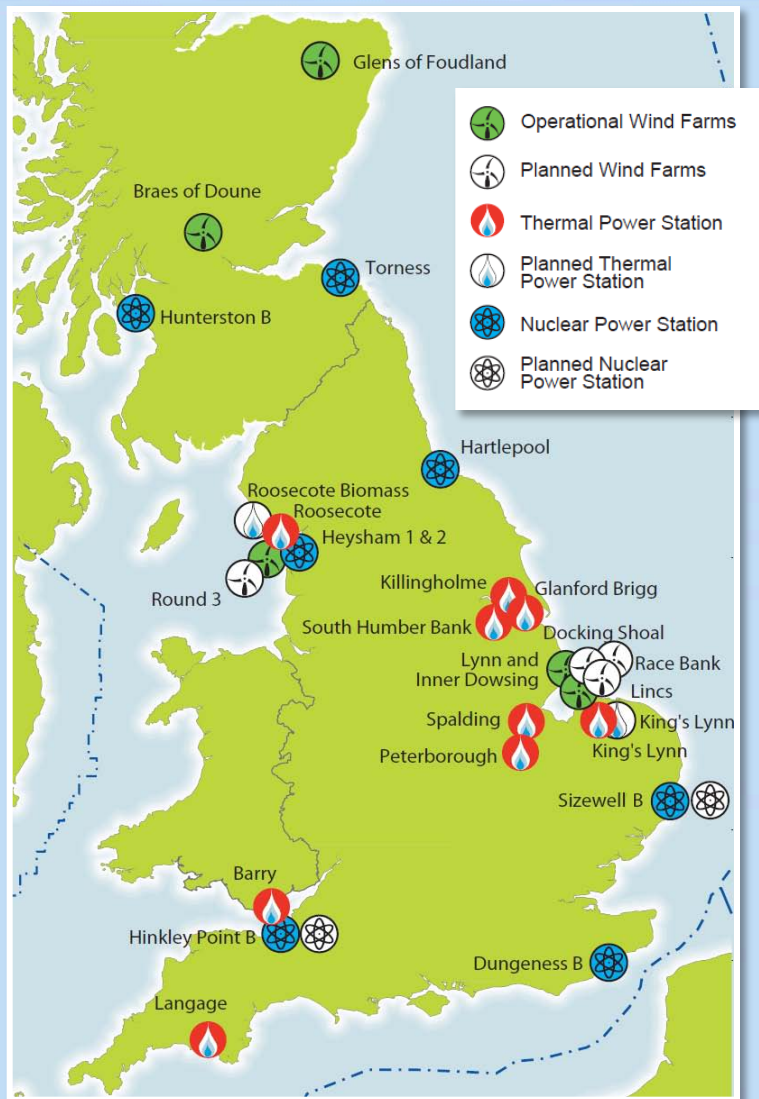 Glens of Foudland
Operational Wind Farms
Planned Wind Farms
Thermal Power Station
Planned Thermal
Power Station
Nuclear Power Station
Planned Nuclear
Power Station
Braes of Doune
Torness
Hunterston B
Hartlepool
Roosecote Biomass
Roosecote
Heysham 1 & 2
Round 3
Killingholme
Glanford Brigg
South Humber Bank
Docking Shoal
Lynn and
Inner Dowsing
Race Bank
Lincs
Spalding
King's Lynn
King's Lynn
Peterborough
Sizewell B
Barry
Hinkley Point B
Dungeness B
Langage